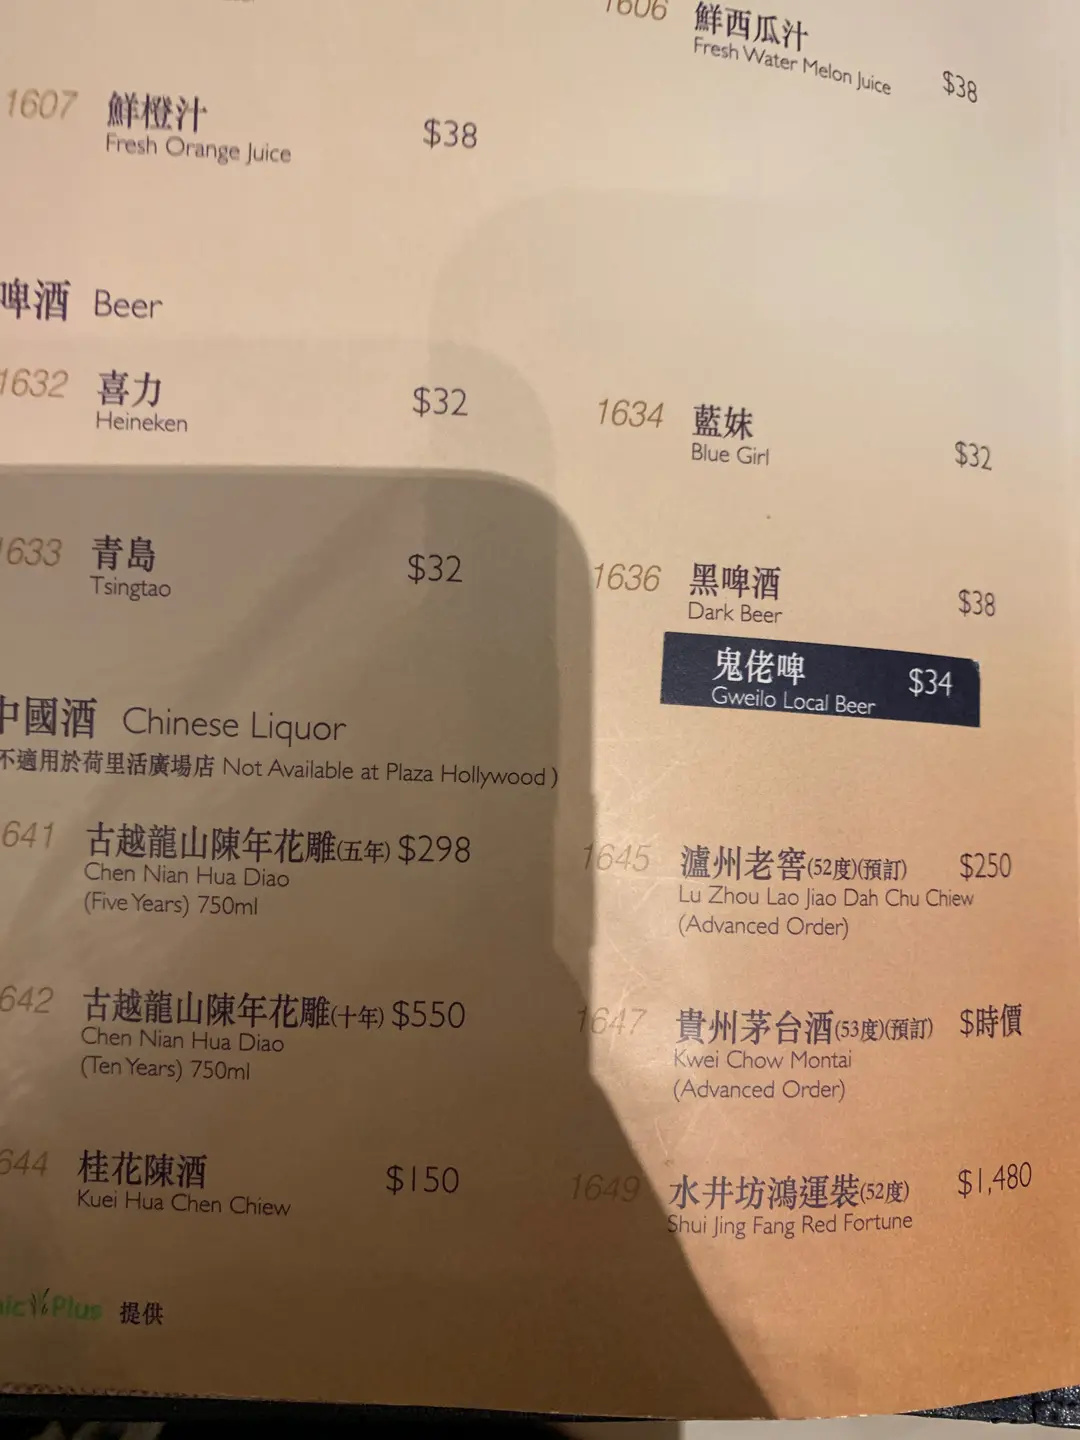 1606 鮮西瓜汁
Fresh Water Melon Juice $38
1607 鮮橙汁 $38
Fresh Orange Juice
啤酒 Beer
1632 喜力 $32
Heineken
1634 藍妹 $32
Blue Girl
1633 青島 $32
Tsingtao
1636 黑啤酒 $38
Dark Beer
鬼佬啤 $34
Gweilo Local Beer
中國酒 Chinese Liquor
不適用於荷里活廣場店 Not Available at Plaza Hollywood)
641 古越龍山陳年花雕(五年) $298
Chen Nian Hua Diao
(Five Years) 750ml
1645 瀘州老窖(52度)(預訂) $250
Lu Zhou Lao Jiao Dah Chu Chiew
(Advanced Order)
642 古越龍山陳年花雕(十年) $550
Chen Nian Hua Diao
(Ten Years) 750ml
1647 貴州茅台酒(53度)(預訂) $時價
Kwei Chow Montai
(Advanced Order)
644 桂花陳酒 $150
Kuei Hua Chen Chiew
1649 水井坊鴻運裝(52度) $1,480
Shui Jing Fang Red Fortune
Plus 提供